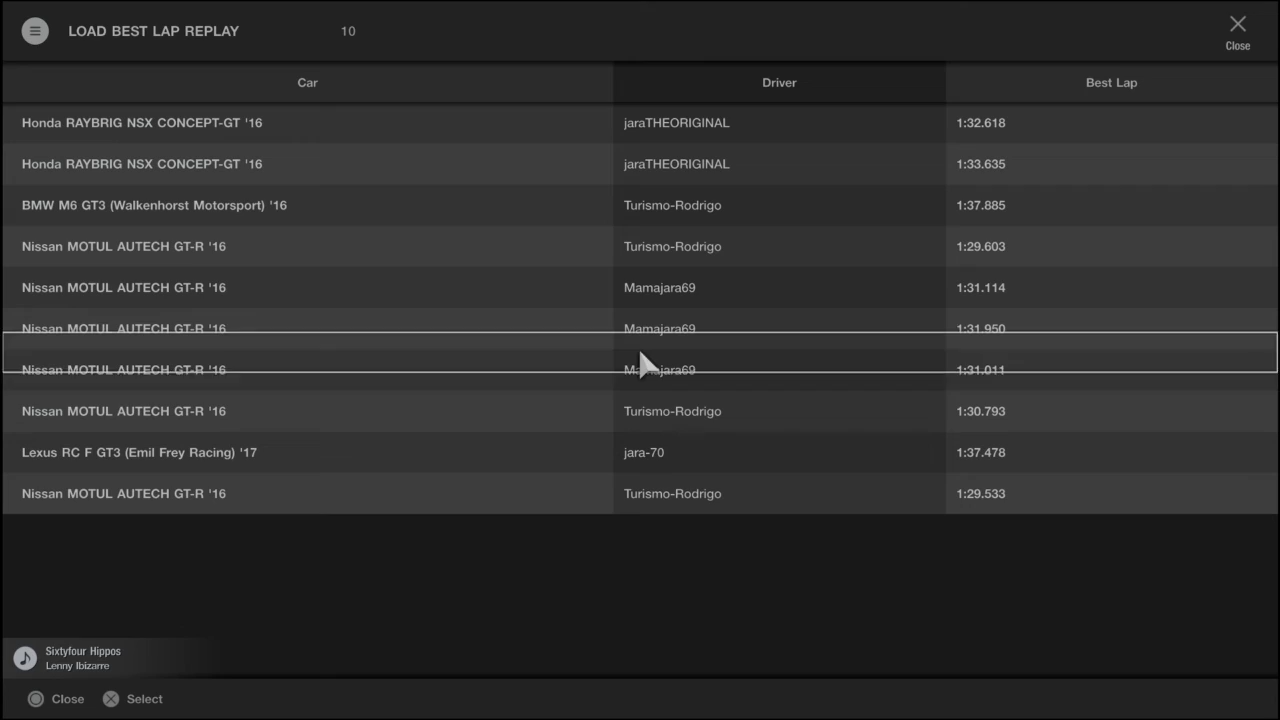 LOAD BEST LAP REPLAY 10
Close
Car Driver Best Lap
Honda RAYBRIG NSX CONCEPT-GT '16 jaraTHEORIGINAL 1:32.618
Honda RAYBRIG NSX CONCEPT-GT '16 jaraTHEORIGINAL 1:33.635
BMW M6 GT3 (Walkenhorst Motorsport) '16 Turismo-Rodrigo 1:37.885
Nissan MOTUL AUTECH GT-R '16 Turismo-Rodrigo 1:29.603
Nissan MOTUL AUTECH GT-R '16 Mamajara69 1:31.114
Nissan MOTUL AUTECH GT-R '16 Mamajara69 1:31.950
Nissan MOTUL AUTECH GT-R '16 Mamajara69 1:31.011
Nissan MOTUL AUTECH GT-R '16 Turismo-Rodrigo 1:30.793
Lexus RC F GT3 (Emil Frey Racing) '17 jara-70 1:37.478
Nissan MOTUL AUTECH GT-R '16 Turismo-Rodrigo 1:29.533
Sixtyfour Hippos
Lenny Ibizarre
Close Select